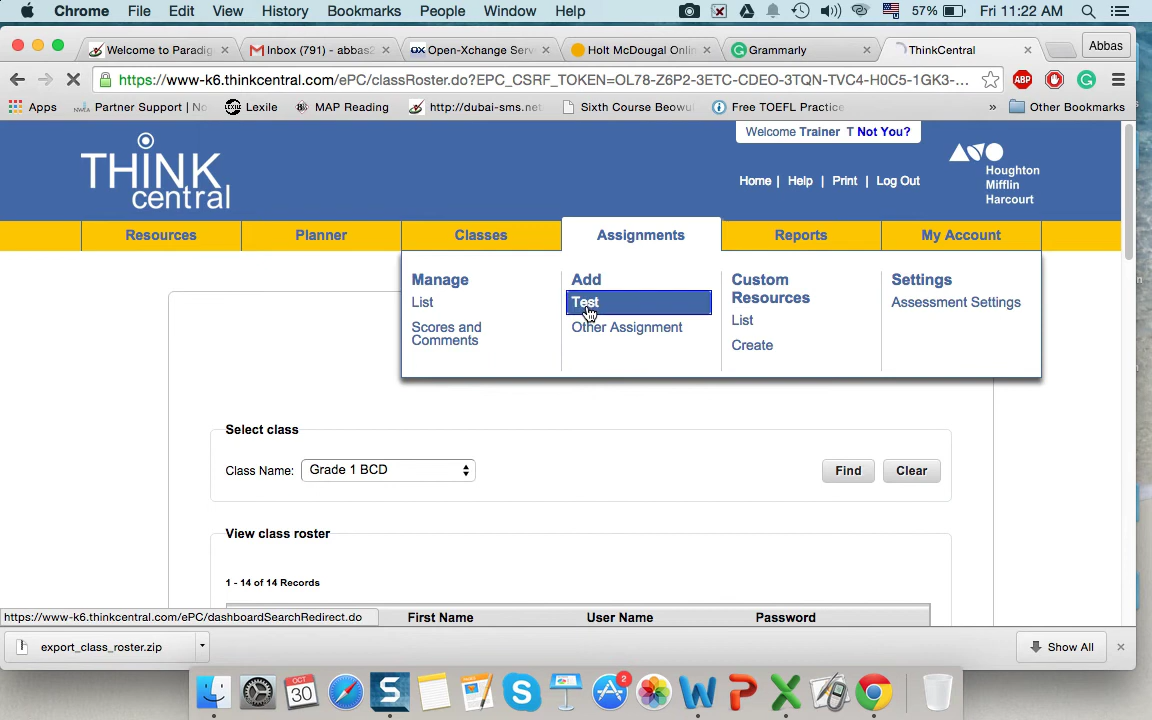 Chrome File Edit View History Bookmarks People Window Help 57% Fri 11:22 AM
Welcome to Paradig Inbox (791) - abbas2 Open-Xchange Serv Holt McDougal Onlin Grammarly ThinkCentral Abbas
https://www-k6.thinkcentral.com/ePC/classRoster.do?EPC_CSRF_TOKEN=OL78-Z6P2-3ETC-CDEO-3TQN-TVC4-H0C5-1GK3-... ABP
Apps Partner Support | No Lexile MAP Reading http://dubai-sms.net Sixth Course Beowul Free TOEFL Practice » Other Bookmarks
Welcome Trainer T Not You?
THINK central
Home | Help | Print | Log Out
Houghton
Mifflin
Harcourt
Resources Planner Classes Assignments Reports My Account
Manage Add Custom Resources Settings
List Test List Assessment Settings
Scores and Comments Other Assignment Create
Select class
Class Name: Grade 1 BCD Find Clear
View class roster
1 - 14 of 14 Records
First Name User Name Password
https://www-k6.thinkcentral.com/ePC/dashboardSearchRedirect.do
export_class_roster.zip Show All
OCT 30 2